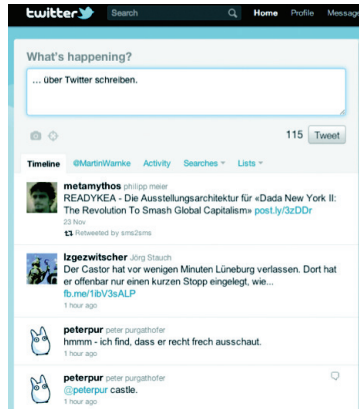 twitter Search Home Profile Messag
What's happening?
... über Twitter schreiben.
115 Tweet
Timeline @MartinWarnke Activity Searches Lists
metamythos philipp meier
READYKEA - Die Ausstellungsarchitektur für «Dada New York II:
The Revolution To Smash Global Capitalism» post.ly/3zDDr
23 Nov
Retweeted by sms2sms
lzgezwitscher Jörg Stauch
Der Castor hat vor wenigen Minuten Lüneburg verlassen. Dort hat
er offenbar nur einen kurzen Stopp eingelegt, wie...
fb.me/1ibV3sALP
1 hour ago
peterpur peter purgathofer
hmmm - ich find, dass er recht frech ausschaut.
1 hour ago
peterpur peter purgathofer
@peterpur castle.
1 hour ago